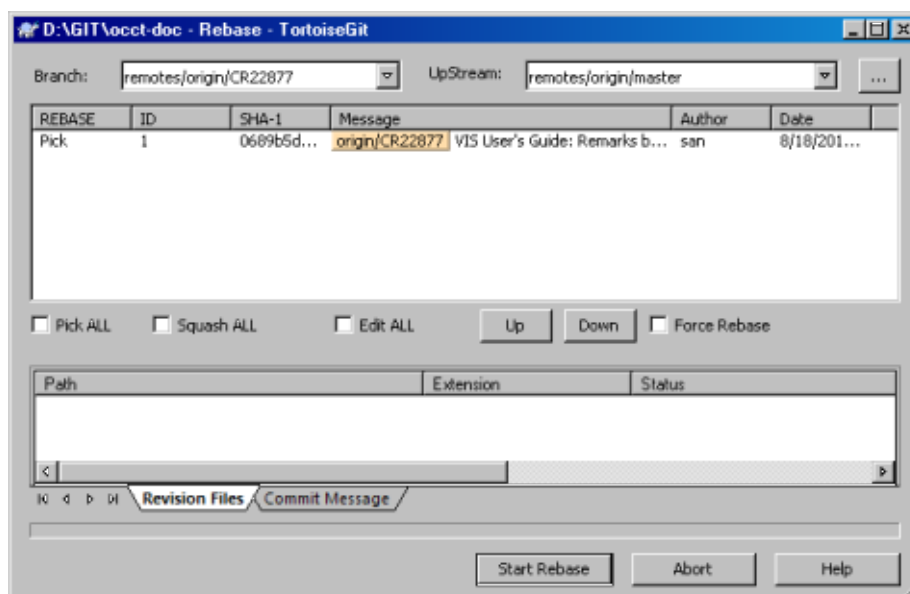 D:\GIT\occt-doc - Rebase - TortoiseGit
Branch: remotes/origin/CR22877 UpStream: remotes/origin/master ...
REBASE ID SHA-1 Message Author Date
Pick 1 0689b5d... origin/CR22877 VIS User's Guide: Remarks b... san 8/18/201...
Pick ALL Squash ALL Edit ALL Up Down Force Rebase
Path Extension Status
Revision Files Commit Message
Start Rebase Abort Help